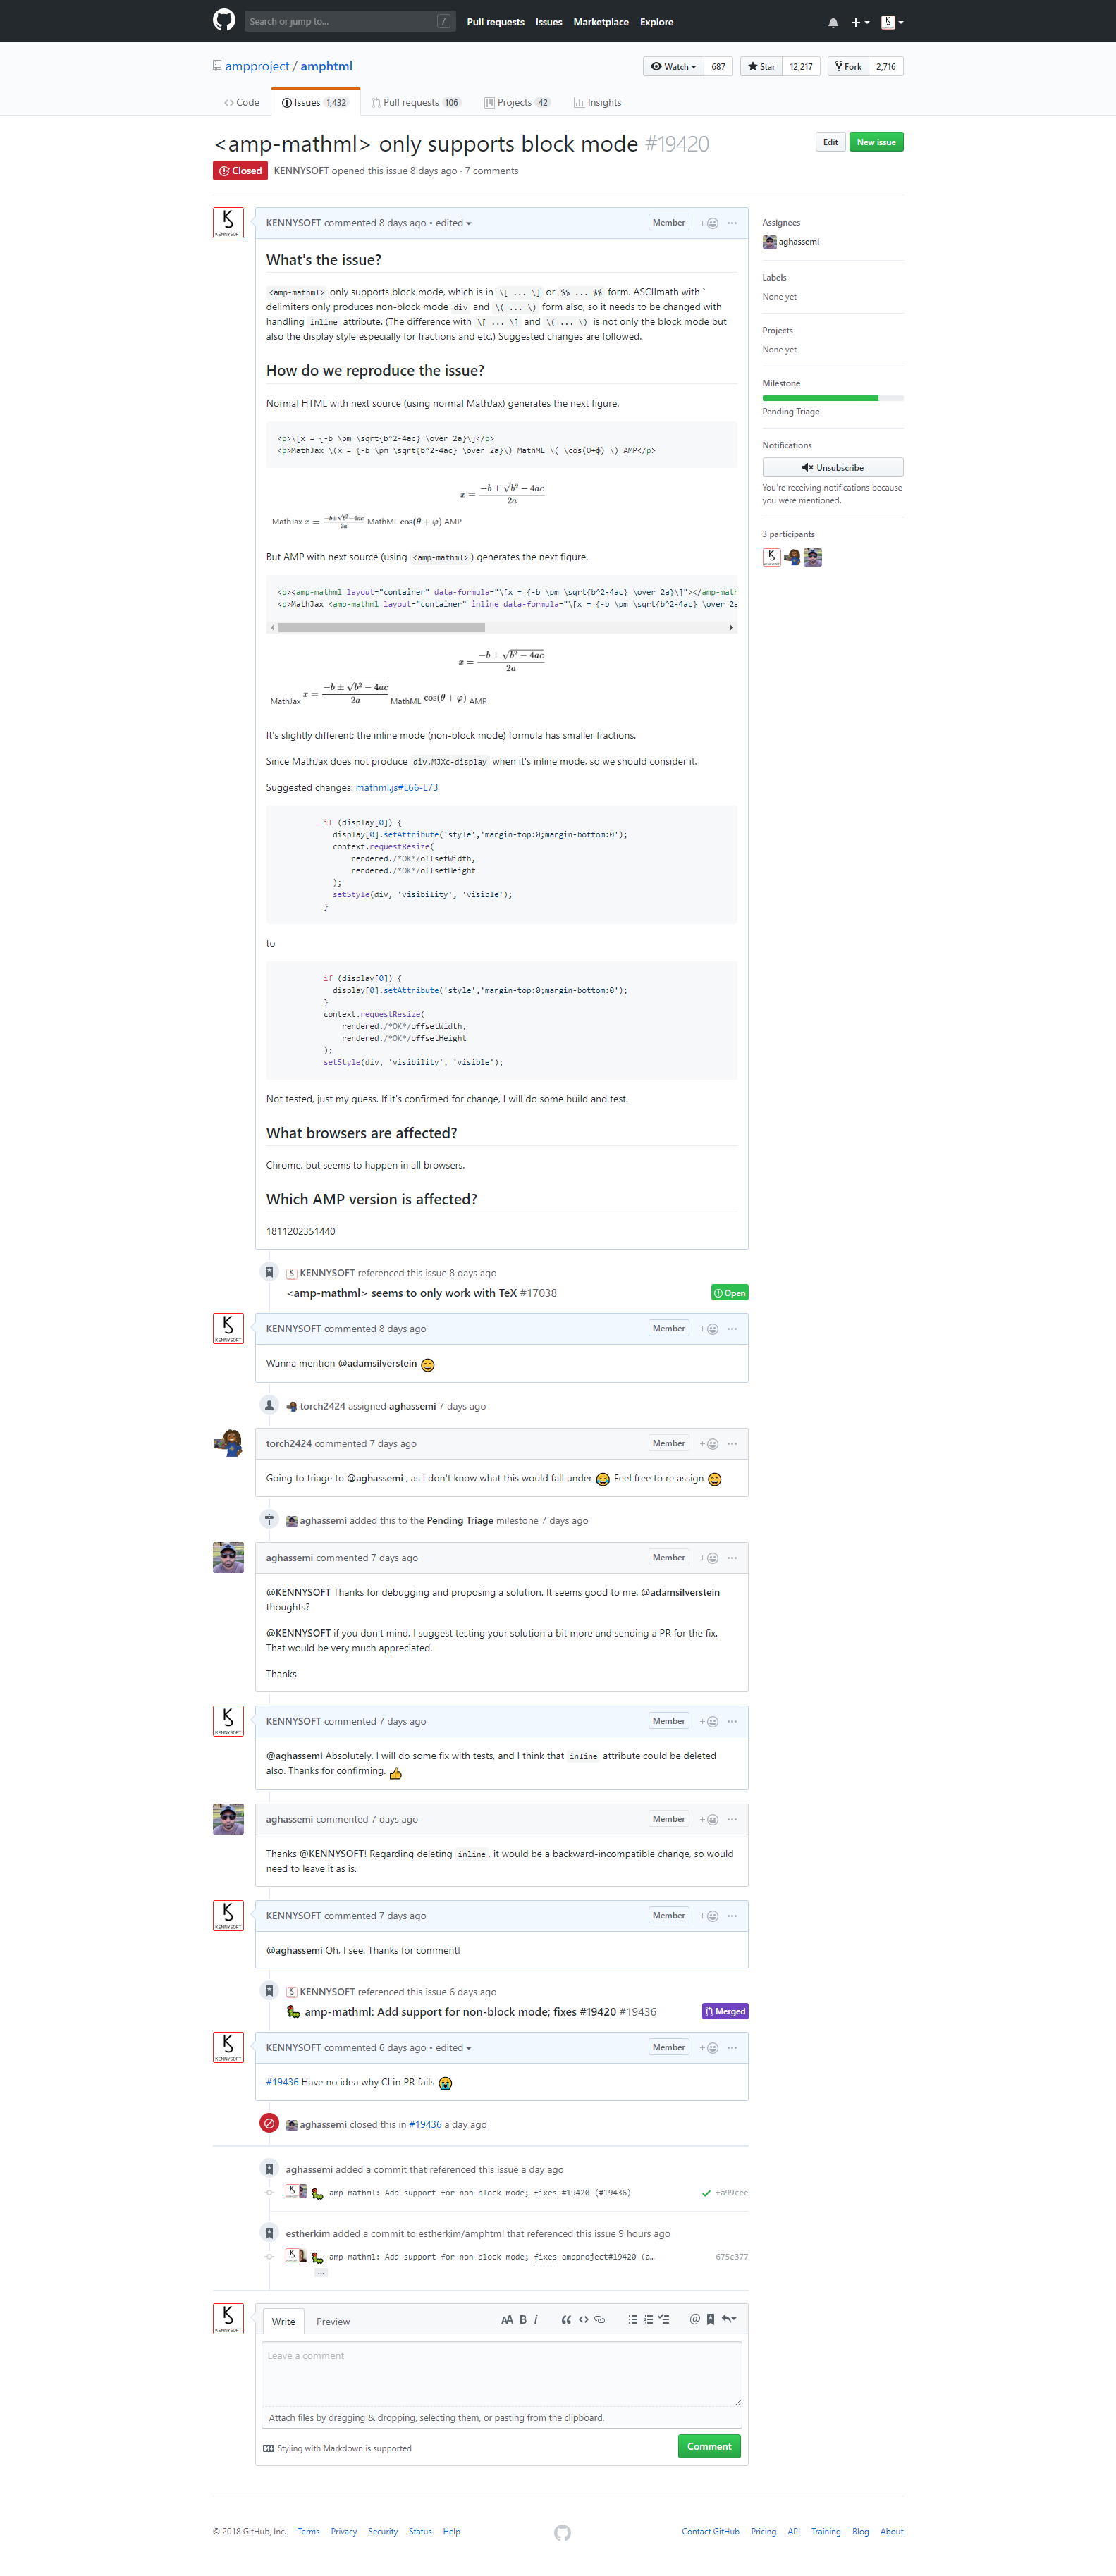 Search or jump to...
/
Pull requests Issues Marketplace Explore
ampproject / amphtml
Watch 687 Star 12,217 Fork 2,716
Code Issues 1,432 Pull requests 106 Projects 42 Insights
<amp-mathml> only supports block mode #19420
Edit New issue
Closed KENNYSOFT opened this issue 8 days ago · 7 comments
KENNYSOFT commented 8 days ago • edited Member
What's the issue?
<amp-mathml> only supports block mode, which is in \[ ... \] or $$ ... $$ form. ASCIImath with `
delimiters only produces non-block mode div and \( ... \) form also, so it needs to be changed with
handling inline attribute. (The difference with \[ ... \] and \( ... \) is not only the block mode but
also the display style especially for fractions and etc.) Suggested changes are followed.
How do we reproduce the issue?
Normal HTML with next source (using normal MathJax) generates the next figure.
<p>\[x = {-b \pm \sqrt{b^2-4ac} \over 2a}\]</p>
<p>MathJax \(x = {-b \pm \sqrt{b^2-4ac} \over 2a}\) MathML \( \cos(θ+φ) \) AMP</p>
x = −b ± √b² − 4ac / 2a
MathJax x = −b±√b²−4ac / 2a MathML cos(θ + φ) AMP
But AMP with next source (using <amp-mathml> ) generates the next figure.
<p><amp-mathml layout="container" data-formula="\[x = {-b \pm \sqrt{b^2-4ac} \over 2a}\]"></amp-math
<p>MathJax <amp-mathml layout="container" inline data-formula="\[x = {-b \pm \sqrt{b^2-4ac} \over 2a
x = −b ± √b² − 4ac / 2a
MathJax x = −b ± √b² − 4ac / 2a MathML cos(θ + φ) AMP
It's slightly different; the inline mode (non-block mode) formula has smaller fractions.
Since MathJax does not produce div.MJXc-display when it's inline mode, so we should consider it.
Suggested changes: mathml.js#L66-L73
if (display[0]) {
display[0].setAttribute('style','margin-top:0;margin-bottom:0');
context.requestResize(
rendered./*OK*/offsetWidth,
rendered./*OK*/offsetHeight
);
setStyle(div, 'visibility', 'visible');
}
to
if (display[0]) {
display[0].setAttribute('style','margin-top:0;margin-bottom:0');
}
context.requestResize(
rendered./*OK*/offsetWidth,
rendered./*OK*/offsetHeight
);
setStyle(div, 'visibility', 'visible');
Not tested, just my guess. If it's confirmed for change, I will do some build and test.
What browsers are affected?
Chrome, but seems to happen in all browsers.
Which AMP version is affected?
1811202351440
KENNYSOFT referenced this issue 8 days ago
<amp-mathml> seems to only work with TeX #17038 Open
KENNYSOFT commented 8 days ago Member
Wanna mention @adamsilverstein
torch2424 assigned aghassemi 7 days ago
torch2424 commented 7 days ago Member
Going to triage to @aghassemi , as I don't know what this would fall under Feel free to re assign
aghassemi added this to the Pending Triage milestone 7 days ago
aghassemi commented 7 days ago Member
@KENNYSOFT Thanks for debugging and proposing a solution. It seems good to me. @adamsilverstein
thoughts?
@KENNYSOFT if you don't mind, I suggest testing your solution a bit more and sending a PR for the fix.
That would be very much appreciated.
Thanks
KENNYSOFT commented 7 days ago Member
@aghassemi Absolutely. I will do some fix with tests, and I think that inline attribute could be deleted
also. Thanks for confirming.
aghassemi commented 7 days ago Member
Thanks @KENNYSOFT! Regarding deleting inline, it would be a backward-incompatible change, so would
need to leave it as is.
KENNYSOFT commented 7 days ago Member
@aghassemi Oh, I see. Thanks for comment!
KENNYSOFT referenced this issue 6 days ago
amp-mathml: Add support for non-block mode; fixes #19420 #19436 Merged
KENNYSOFT commented 6 days ago • edited Member
#19436 Have no idea why CI in PR fails
aghassemi closed this in #19436 a day ago
aghassemi added a commit that referenced this issue a day ago
amp-mathml: Add support for non-block mode; fixes #19420 (#19436) fa99cee
estherkim added a commit to estherkim/amphtml that referenced this issue 9 hours ago
amp-mathml: Add support for non-block mode; fixes ampproject#19420 (a… 675c377
...
Write Preview
Leave a comment
Attach files by dragging & dropping, selecting them, or pasting from the clipboard.
Styling with Markdown is supported
Comment
Assignees
aghassemi
Labels
None yet
Projects
None yet
Milestone
Pending Triage
Notifications
Unsubscribe
You're receiving notifications because
you were mentioned.
3 participants
© 2018 GitHub, Inc. Terms Privacy Security Status Help
Contact GitHub Pricing API Training Blog About